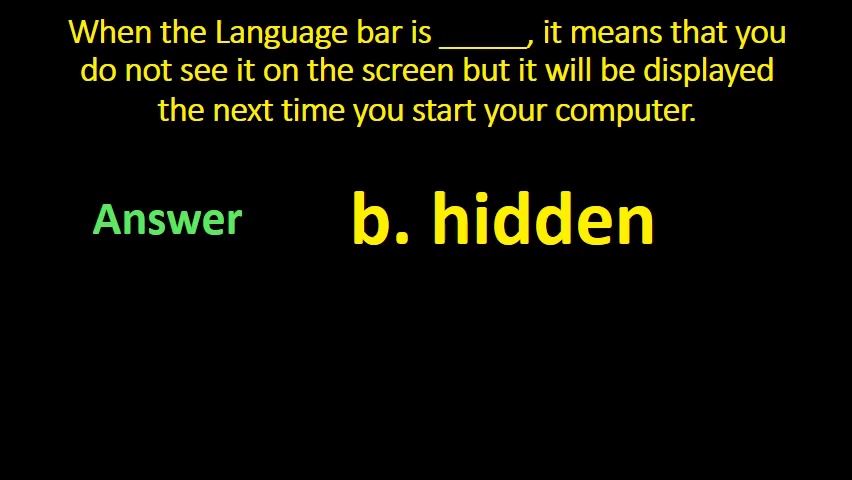 When the Language bar is _____, it means that you
do not see it on the screen but it will be displayed
the next time you start your computer.
Answer
b. hidden